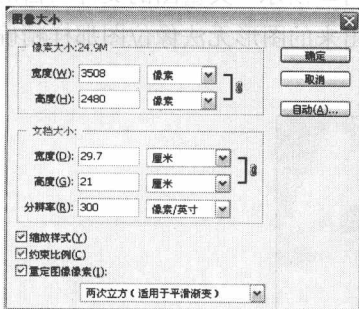 图像大小
像素大小:24.9M
宽度(W): 3508 像素
高度(H): 2480 像素
文档大小:
宽度(D): 29.7 厘米
高度(G): 21 厘米
分辨率(R): 300 像素/英寸
缩放样式(Y)
约束比例(C)
重定图像像素(I):
两次立方（适用于平滑渐变）
确定
取消
自动(A)...